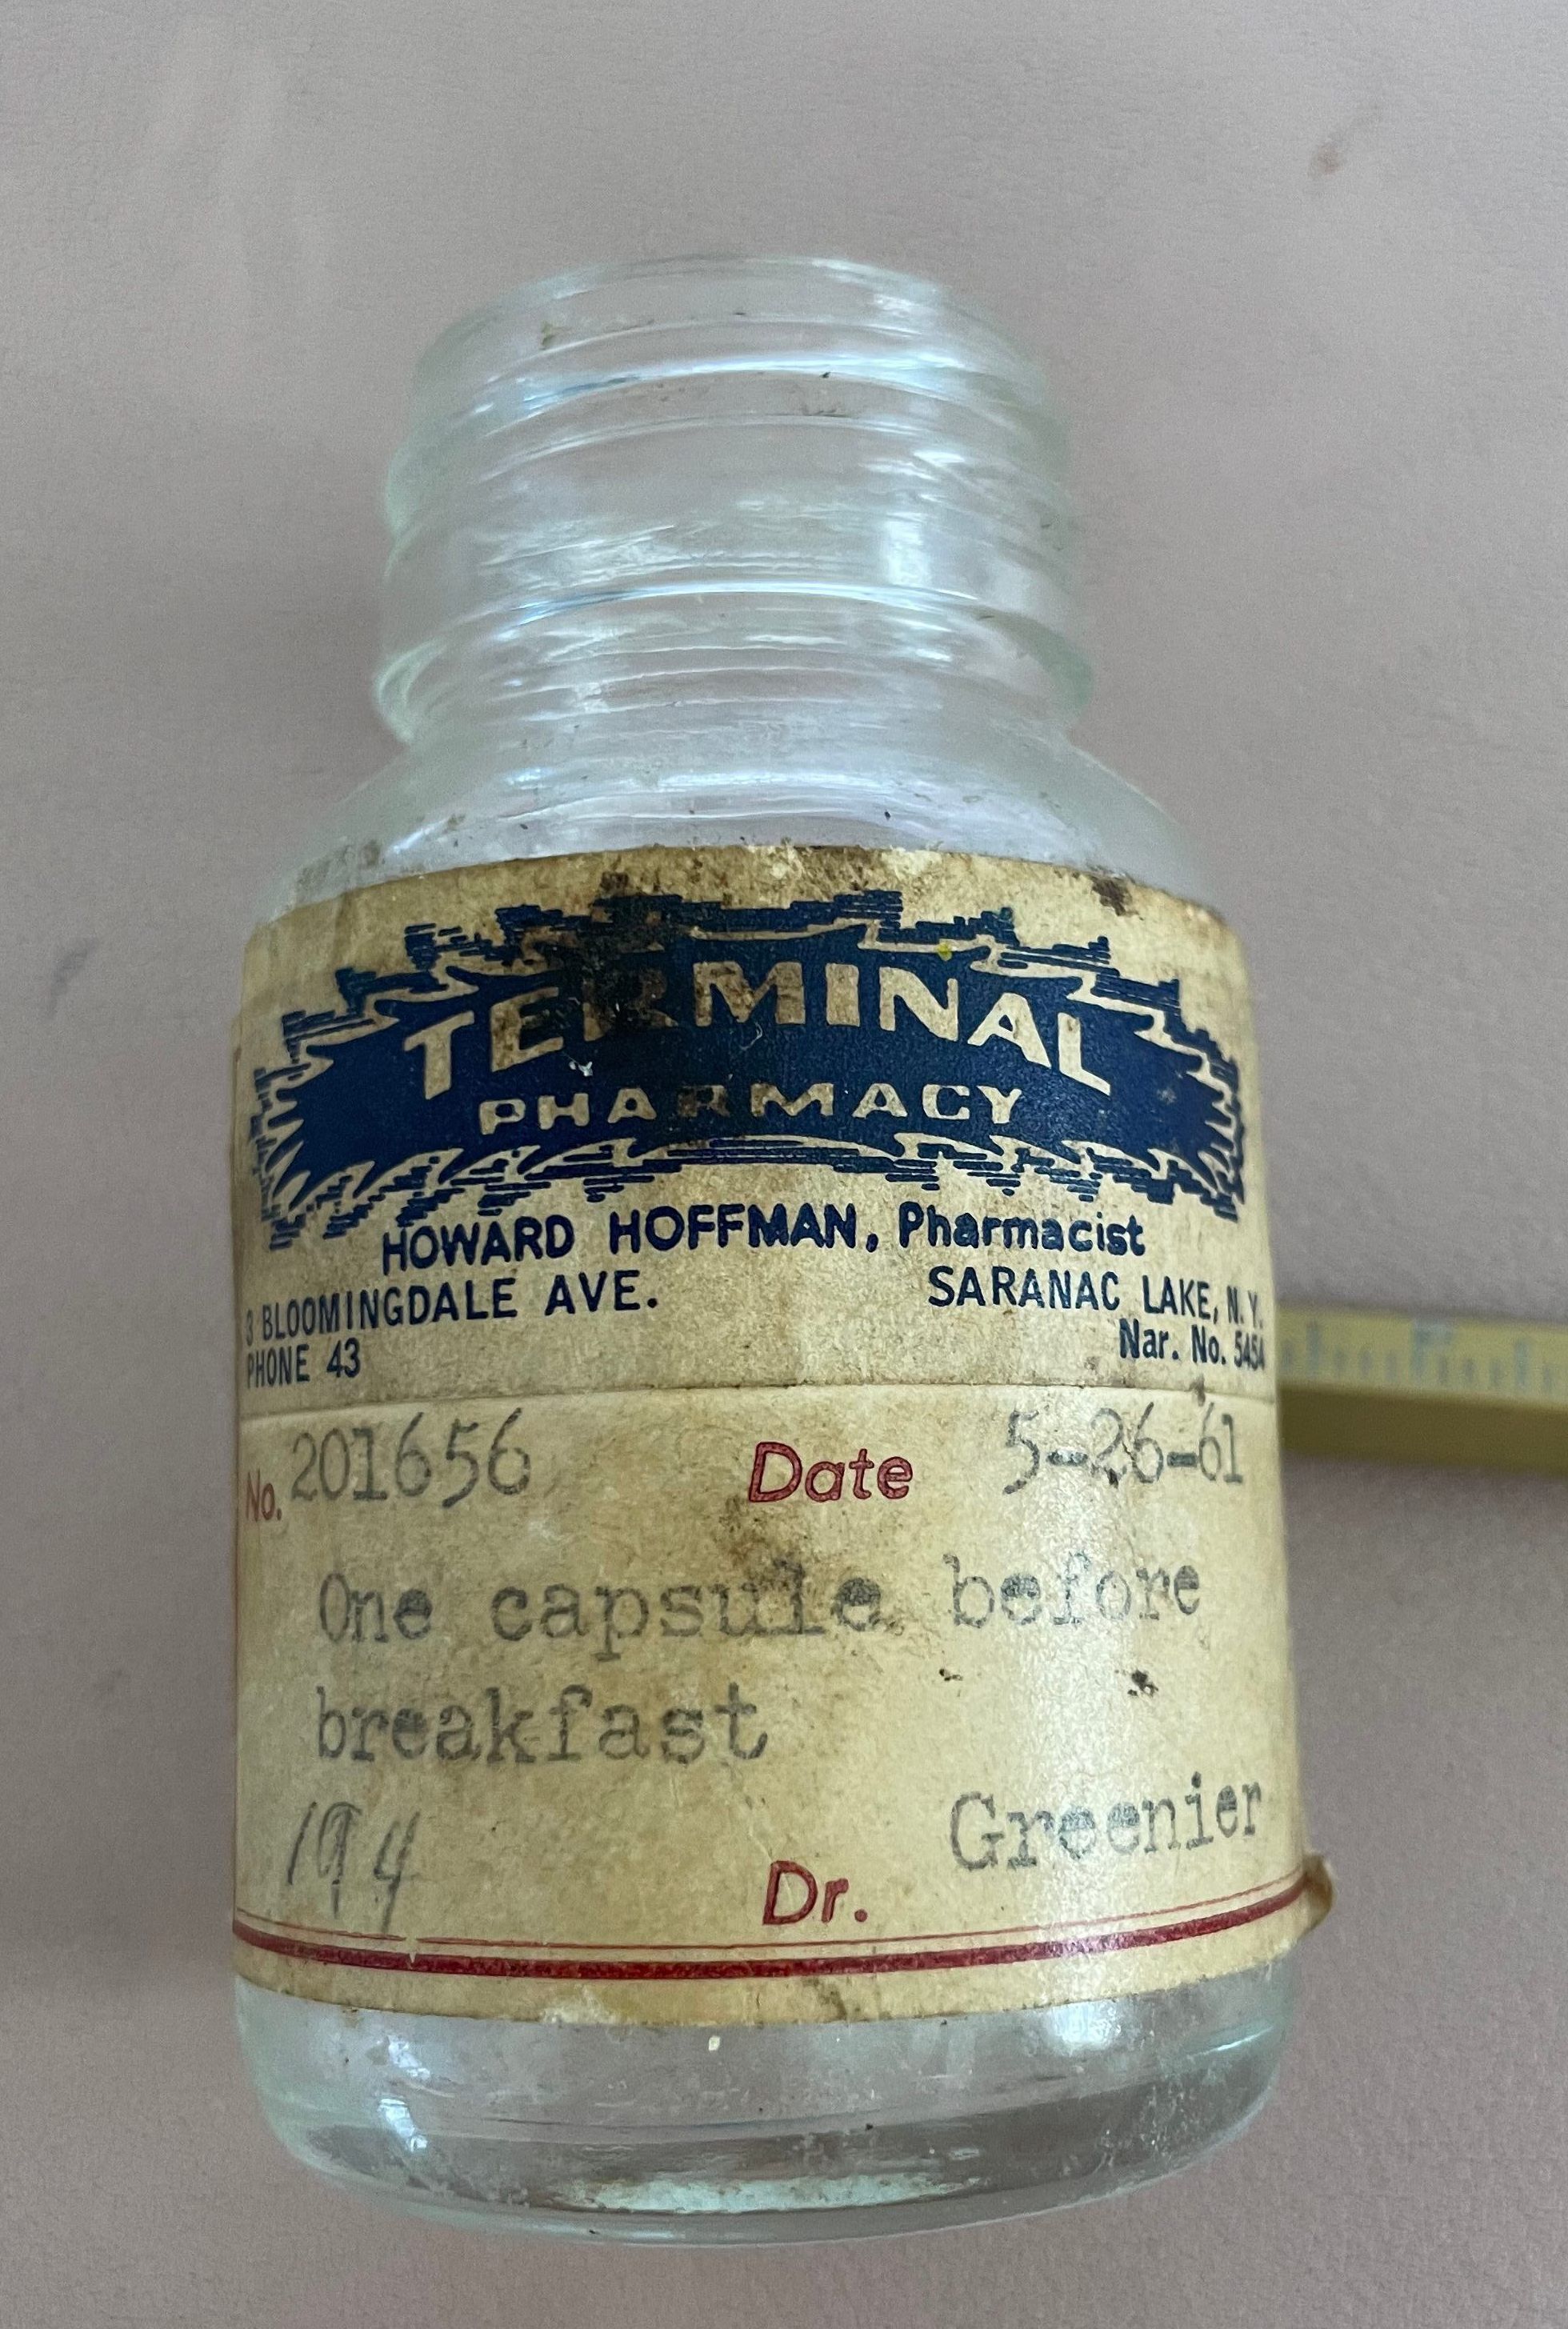 TERMINAL
PHARMACY
HOWARD HOFFMAN, Pharmacist
3 BLOOMINGDALE AVE. SARANAC LAKE, N.Y.
PHONE 43 Nar. No. 5454
No. 201656 Date 5-26-61
One capsule before
breakfast
Greenier
194 Dr.